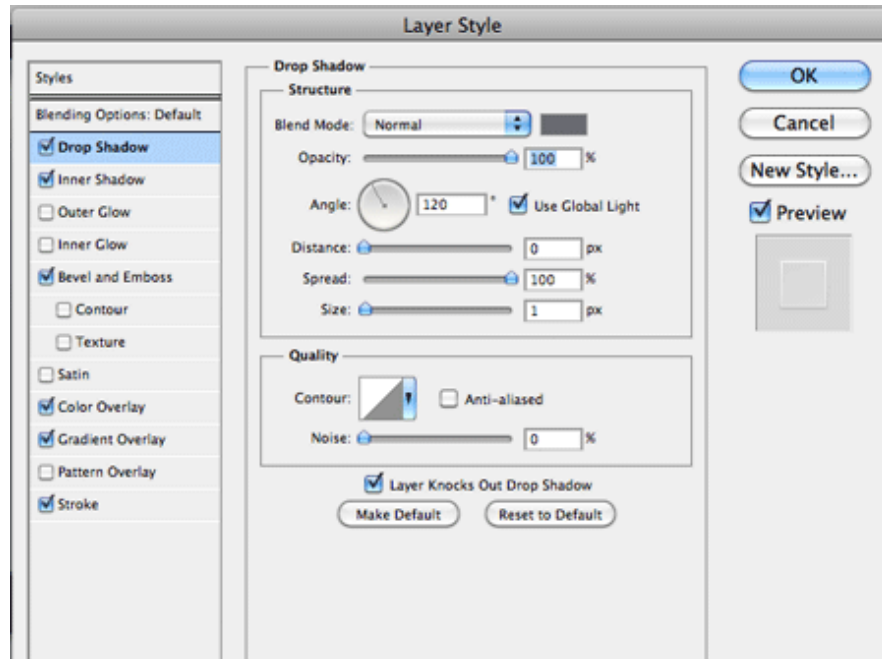 Layer Style
Styles
Blending Options: Default
Drop Shadow
Inner Shadow
Outer Glow
Inner Glow
Bevel and Emboss
Contour
Texture
Satin
Color Overlay
Gradient Overlay
Pattern Overlay
Stroke
Drop Shadow
Structure
Blend Mode: Normal
Opacity: 100 %
Angle: 120 ° Use Global Light
Distance: 0 px
Spread: 100 %
Size: 1 px
Quality
Contour: Anti-aliased
Noise: 0 %
Layer Knocks Out Drop Shadow
Make Default Reset to Default
OK
Cancel
New Style...
Preview